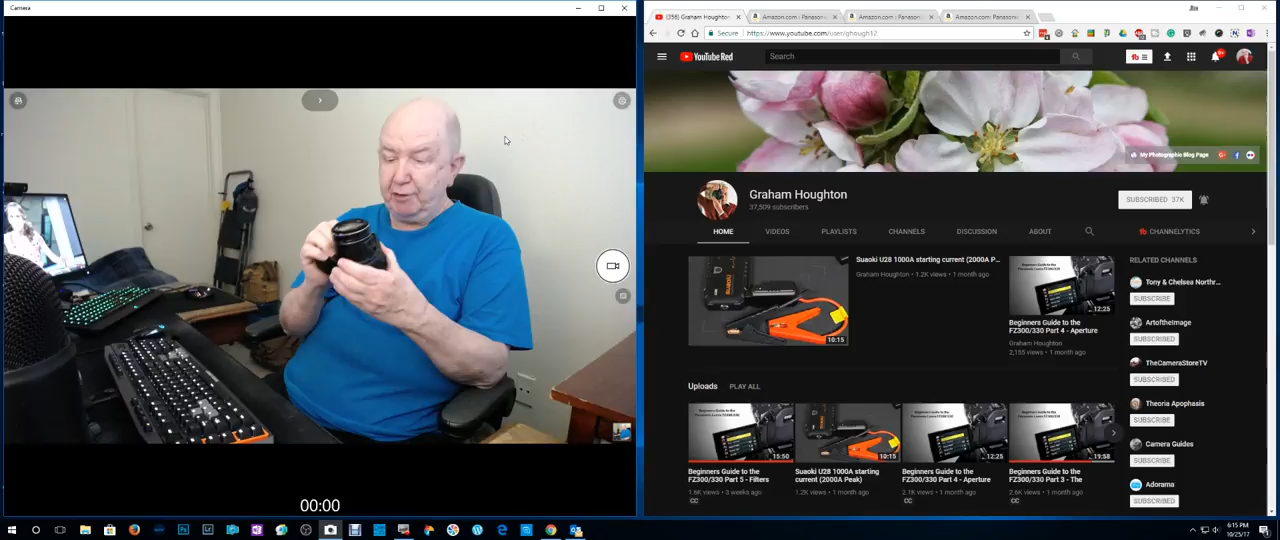 Camera
(258) Graham Houghton
Amazon.com: Panasonic
Amazon.com: Panasonic
Amazon.com: Panasonic
Jim
Secure
https://www.youtube.com/user/ghough12
YouTube Red
Search
9+
My Photographic Blog Page
Graham Houghton
37,509 subscribers
SUBSCRIBED 37K
HOME
VIDEOS
PLAYLISTS
CHANNELS
DISCUSSION
ABOUT
CHANNELYTICS
Suaoki U28 1000A starting current (2000A P...
Graham Houghton • 1.2K views • 1 month ago
10:15
12:25
Beginners Guide to the
FZ300/330 Part 4 - Aperture
Graham Houghton
2,155 views • 1 month ago
RELATED CHANNELS
Tony & Chelsea Northr...
SUBSCRIBE
ArtoftheImage
SUBSCRIBED
TheCameraStoreTV
SUBSCRIBED
Theoria Apophasis
SUBSCRIBED
Camera Guides
SUBSCRIBE
Adorama
SUBSCRIBED
Uploads
PLAY ALL
15:50
10:15
12:25
19:58
Beginners Guide to the
FZ300/330 Part 5 - Filters
1.6K views • 3 weeks ago
Suaoki U28 1000A starting
current (2000A Peak)
1.2K views • 1 month ago
Beginners Guide to the
FZ300/330 Part 4 - Aperture
2.1K views • 1 month ago
CC
Beginners Guide to the
FZ300/330 Part 3 - The
2.6K views • 1 month ago
CC
00:00
6:15 PM
10/25/17